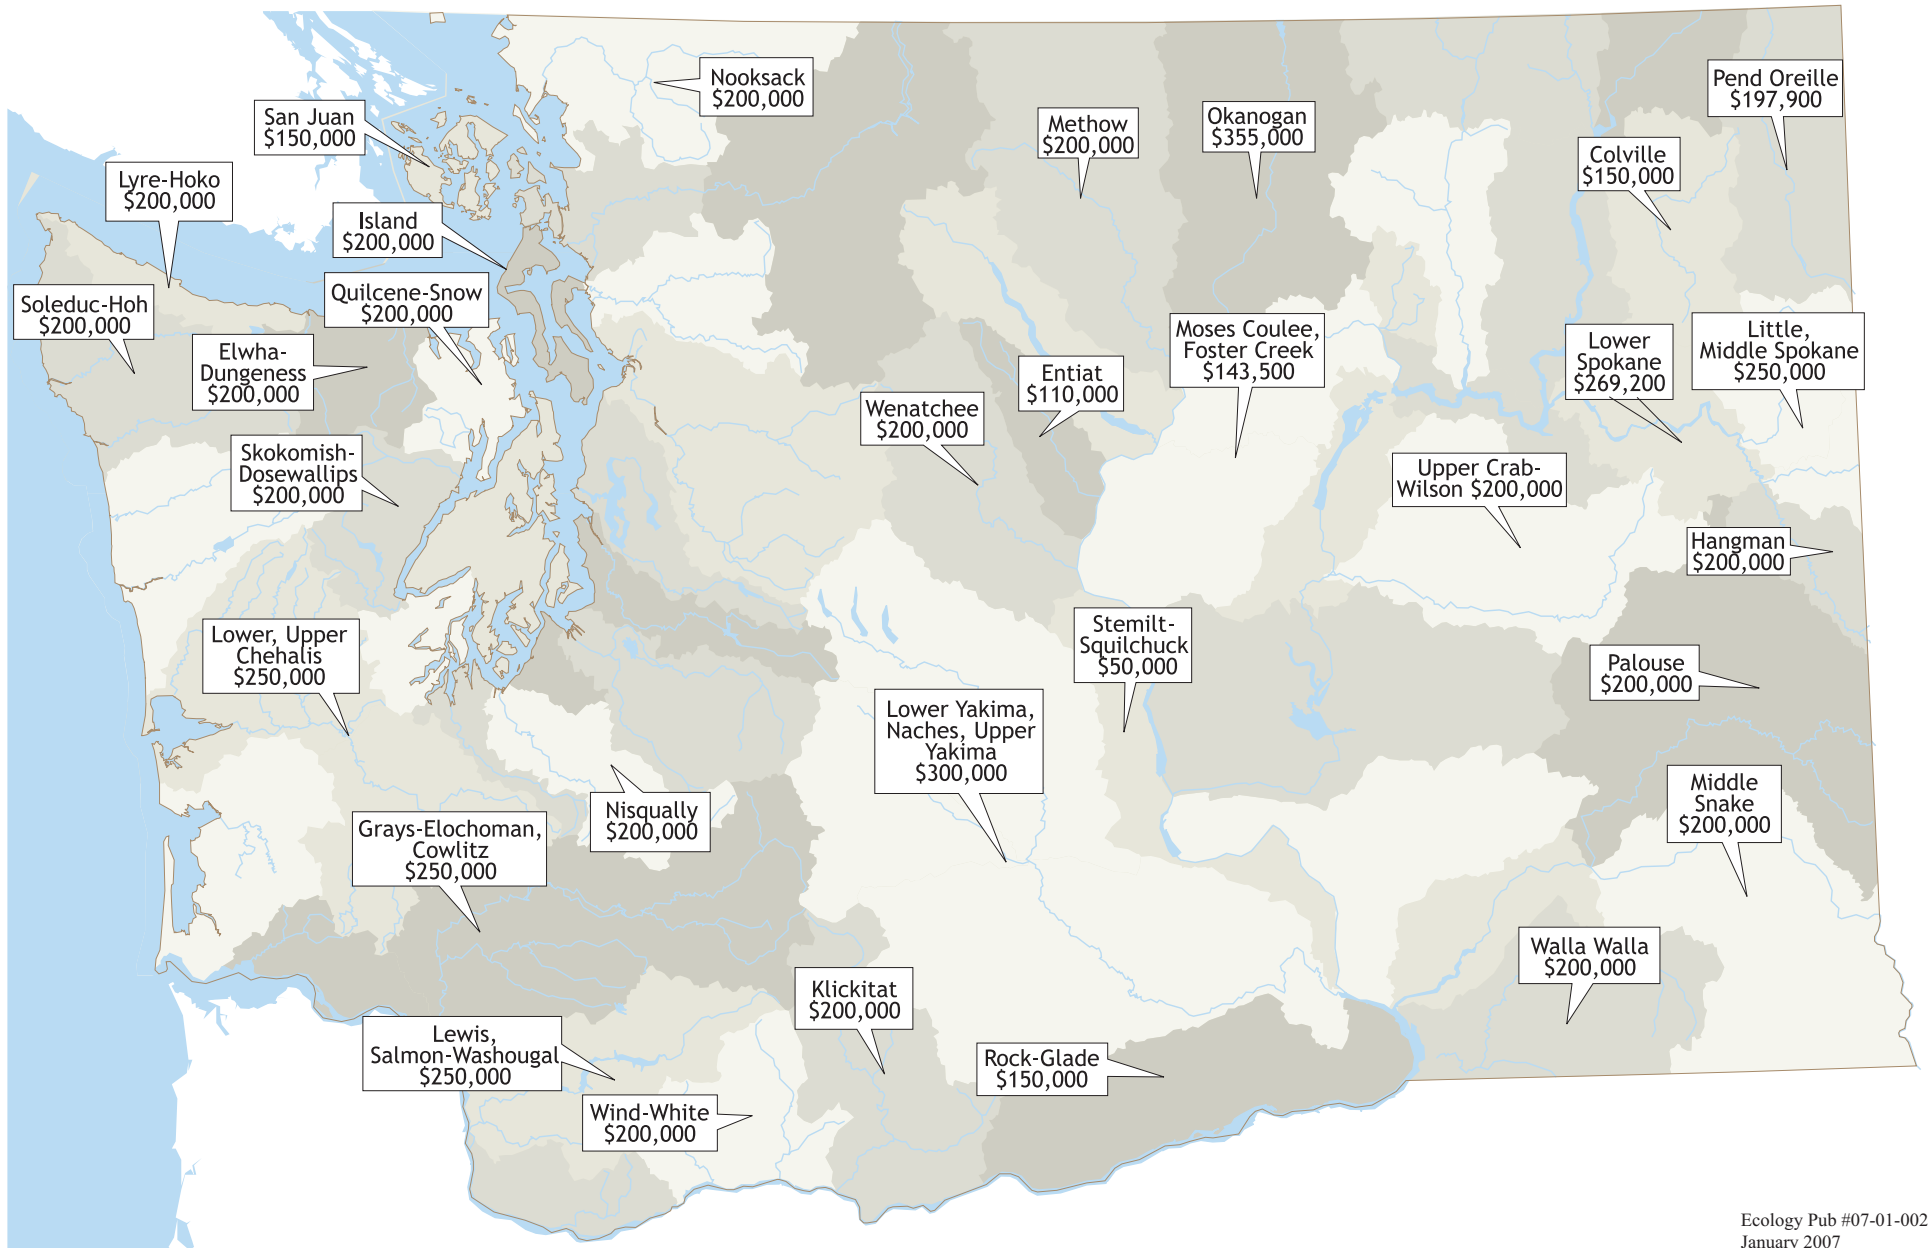 Nooksack
$200,000
San Juan
$150,000
Methow
$200,000
Okanogan
$355,000
Pend Oreille
$197,900
Colville
$150,000
Lyre-Hoko
$200,000
Island
$200,000
Soleduc-Hoh
$200,000
Quilcene-Snow
$200,000
Elwha-
Dungeness
$200,000
Moses Coulee,
Foster Creek
$143,500
Lower
Spokane
$269,200
Little,
Middle Spokane
$250,000
Entiat
$110,000
Wenatchee
$200,000
Skokomish-
Dosewallips
$200,000
Upper Crab-
Wilson $200,000
Hangman
$200,000
Lower, Upper
Chehalis
$250,000
Stemilt-
Squilchuck
$50,000
Palouse
$200,000
Lower Yakima,
Naches, Upper
Yakima
$300,000
Nisqually
$200,000
Middle
Snake
$200,000
Grays-Elochoman,
Cowlitz
$250,000
Walla Walla
$200,000
Klickitat
$200,000
Lewis,
Salmon-Washougal
$250,000
Rock-Glade
$150,000
Wind-White
$200,000
Ecology Pub #07-01-002
January 2007